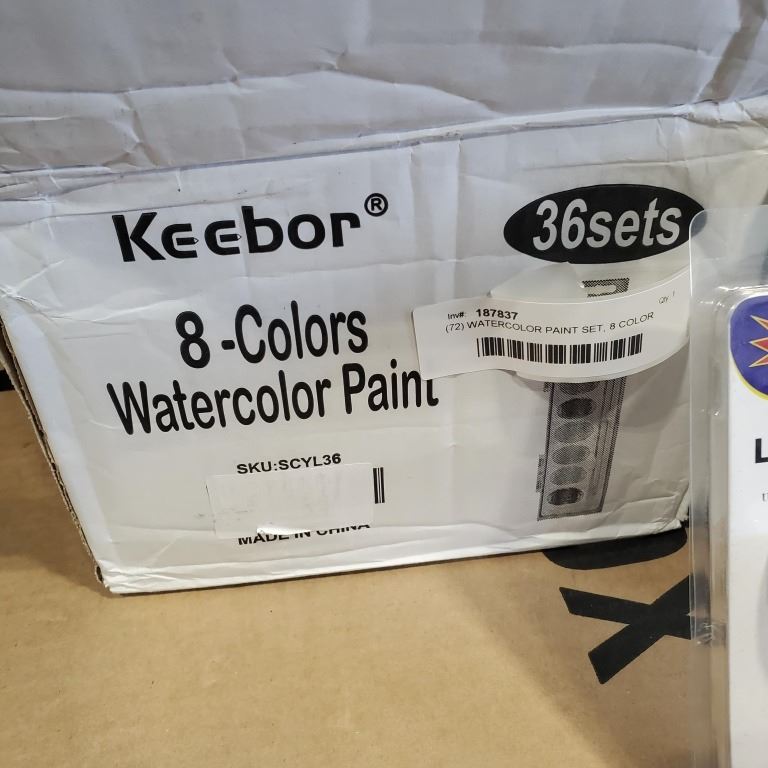 Keebor®
36sets
Inv#: 187837
Qty: 1
(72) WATERCOLOR PAINT SET, 8 COLOR
8-Colors
Watercolor Paint
SKU:SCYL36
MADE IN CHINA
L
X